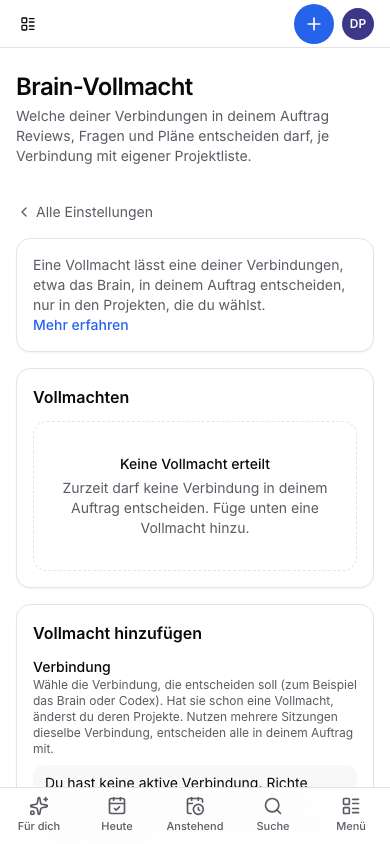 DP
Brain-Vollmacht
Welche deiner Verbindungen in deinem Auftrag
Reviews, Fragen und Pläne entscheiden darf, je
Verbindung mit eigener Projektliste.
Alle Einstellungen
Eine Vollmacht lässt eine deiner Verbindungen,
etwa das Brain, in deinem Auftrag entscheiden,
nur in den Projekten, die du wählst.
Mehr erfahren
Vollmachten
Keine Vollmacht erteilt
Zurzeit darf keine Verbindung in deinem
Auftrag entscheiden. Füge unten eine
Vollmacht hinzu.
Vollmacht hinzufügen
Verbindung
Wähle die Verbindung, die entscheiden soll (zum Beispiel
das Brain oder Codex). Hat sie schon eine Vollmacht,
änderst du deren Projekte. Nutzen mehrere Sitzungen
dieselbe Verbindung, entscheiden alle in deinem Auftrag
mit.
Du hast keine aktive Verbindung. Richte
Für dich
Heute
Anstehend
Suche
Menü